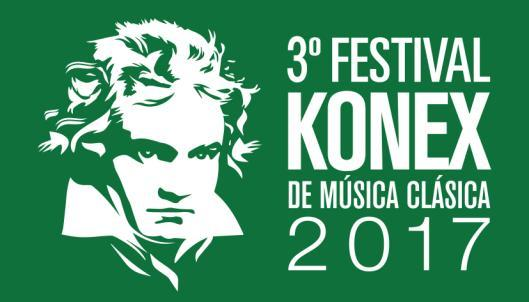 3º FESTIVAL
KONEX
DE MÚSICA CLÁSICA
2017